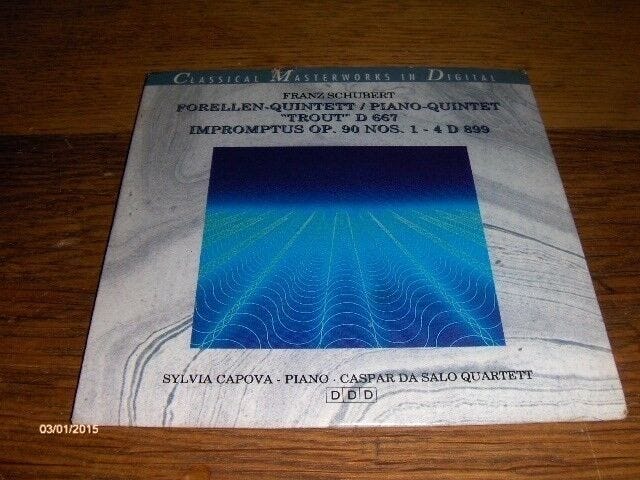 CLASSICAL MASTERWORKS IN DIGITAL
FRANZ SCHUBERT
FORELLEN-QUINTETT / PIANO-QUINTET
"TROUT" D 667
IMPROMPTUS OP. 90 NOS. 1 - 4 D 899
SYLVIA CAPOVA - PIANO · CASPAR DA SALO QUARTETT
DDD
03/01/2015